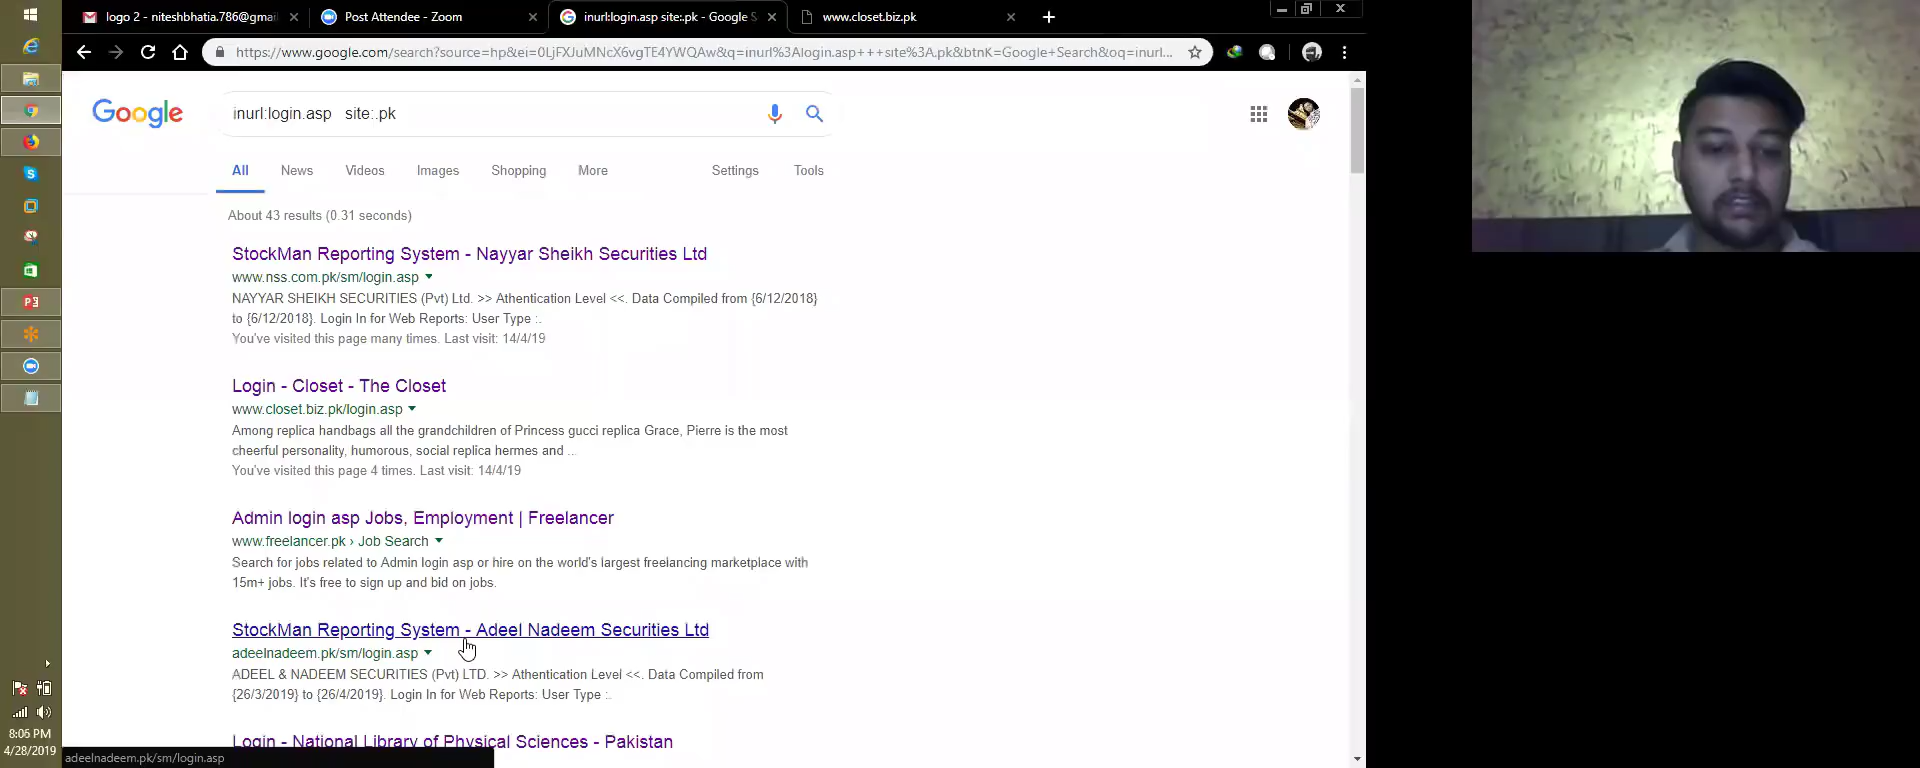 logo 2 - niteshbhatia.786@gmai
Post Attendee - Zoom
inurl:login.asp site:.pk - Google S
www.closet.biz.pk
https://www.google.com/search?source=hp&ei=0LjFXJuMNcX6vgTE4YWQAw&q=inurl%3Alogin.asp+++site%3A.pk&btnK=Google+Search&oq=inurl...
Google
inurl:login.asp   site:.pk
All
News
Videos
Images
Shopping
More
Settings
Tools
About 43 results (0.31 seconds)
StockMan Reporting System - Nayyar Sheikh Securities Ltd
www.nss.com.pk/sm/login.asp
NAYYAR SHEIKH SECURITIES (Pvt) Ltd. >> Athentication Level <<. Data Compiled from {6/12/2018}
to {6/12/2018}. Login In for Web Reports: User Type :.
You've visited this page many times. Last visit: 14/4/19
Login - Closet - The Closet
www.closet.biz.pk/login.asp
Among replica handbags all the grandchildren of Princess gucci replica Grace, Pierre is the most
cheerful personality, humorous, social replica hermes and ...
You've visited this page 4 times. Last visit: 14/4/19
Admin login asp Jobs, Employment | Freelancer
www.freelancer.pk › Job Search
Search for jobs related to Admin login asp or hire on the world's largest freelancing marketplace with
15m+ jobs. It's free to sign up and bid on jobs.
StockMan Reporting System - Adeel Nadeem Securities Ltd
adeelnadeem.pk/sm/login.asp
ADEEL & NADEEM SECURITIES (Pvt) LTD. >> Athentication Level <<. Data Compiled from
{26/3/2019} to {26/4/2019}. Login In for Web Reports: User Type :.
Login - National Library of Physical Sciences - Pakistan
adeelnadeem.pk/sm/login.asp
8:05 PM
4/28/2019